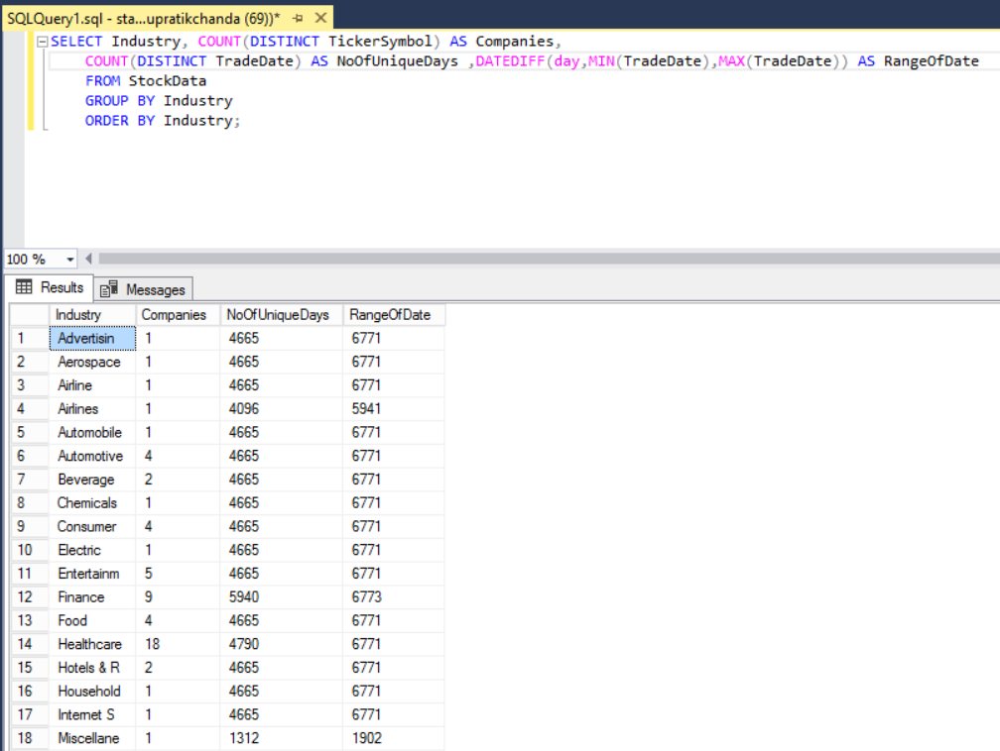 SQLQuery1.sql - sta...upratikchanda (69))*
SELECT Industry, COUNT(DISTINCT TickerSymbol) AS Companies,
COUNT(DISTINCT TradeDate) AS NoOfUniqueDays ,DATEDIFF(day,MIN(TradeDate),MAX(TradeDate)) AS RangeOfDate
FROM StockData
GROUP BY Industry
ORDER BY Industry;
100 %
Results Messages
Industry Companies NoOfUniqueDays RangeOfDate
1 Advertisin 1 4665 6771
2 Aerospace 1 4665 6771
3 Airline 1 4665 6771
4 Airlines 1 4096 5941
5 Automobile 1 4665 6771
6 Automotive 4 4665 6771
7 Beverage 2 4665 6771
8 Chemicals 1 4665 6771
9 Consumer 4 4665 6771
10 Electric 1 4665 6771
11 Entertainm 5 4665 6771
12 Finance 9 5940 6773
13 Food 4 4665 6771
14 Healthcare 18 4790 6771
15 Hotels & R 2 4665 6771
16 Household 1 4665 6771
17 Internet S 1 4665 6771
18 Miscellane 1 1312 1902